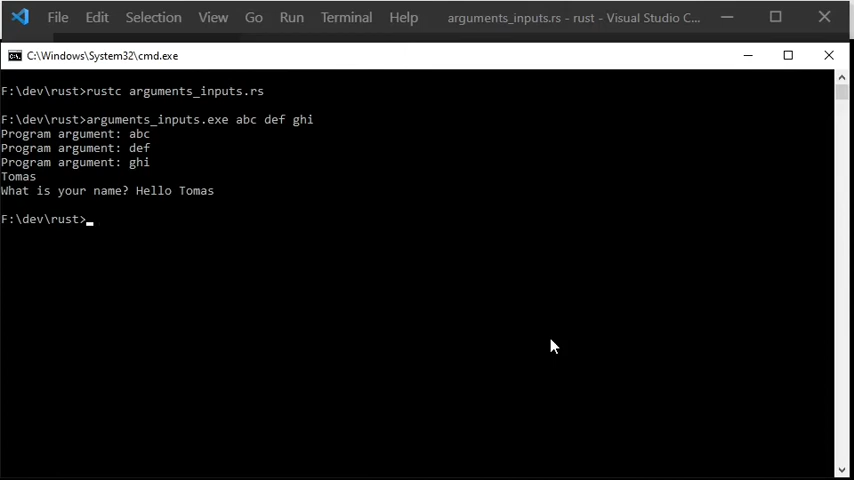 File Edit Selection View Go Run Terminal Help arguments_inputs.rs - rust - Visual Studio C...
C:\Windows\System32\cmd.exe
F:\dev\rust>rustc arguments_inputs.rs
F:\dev\rust>arguments_inputs.exe abc def ghi
Program argument: abc
Program argument: def
Program argument: ghi
Tomas
What is your name? Hello Tomas
F:\dev\rust>